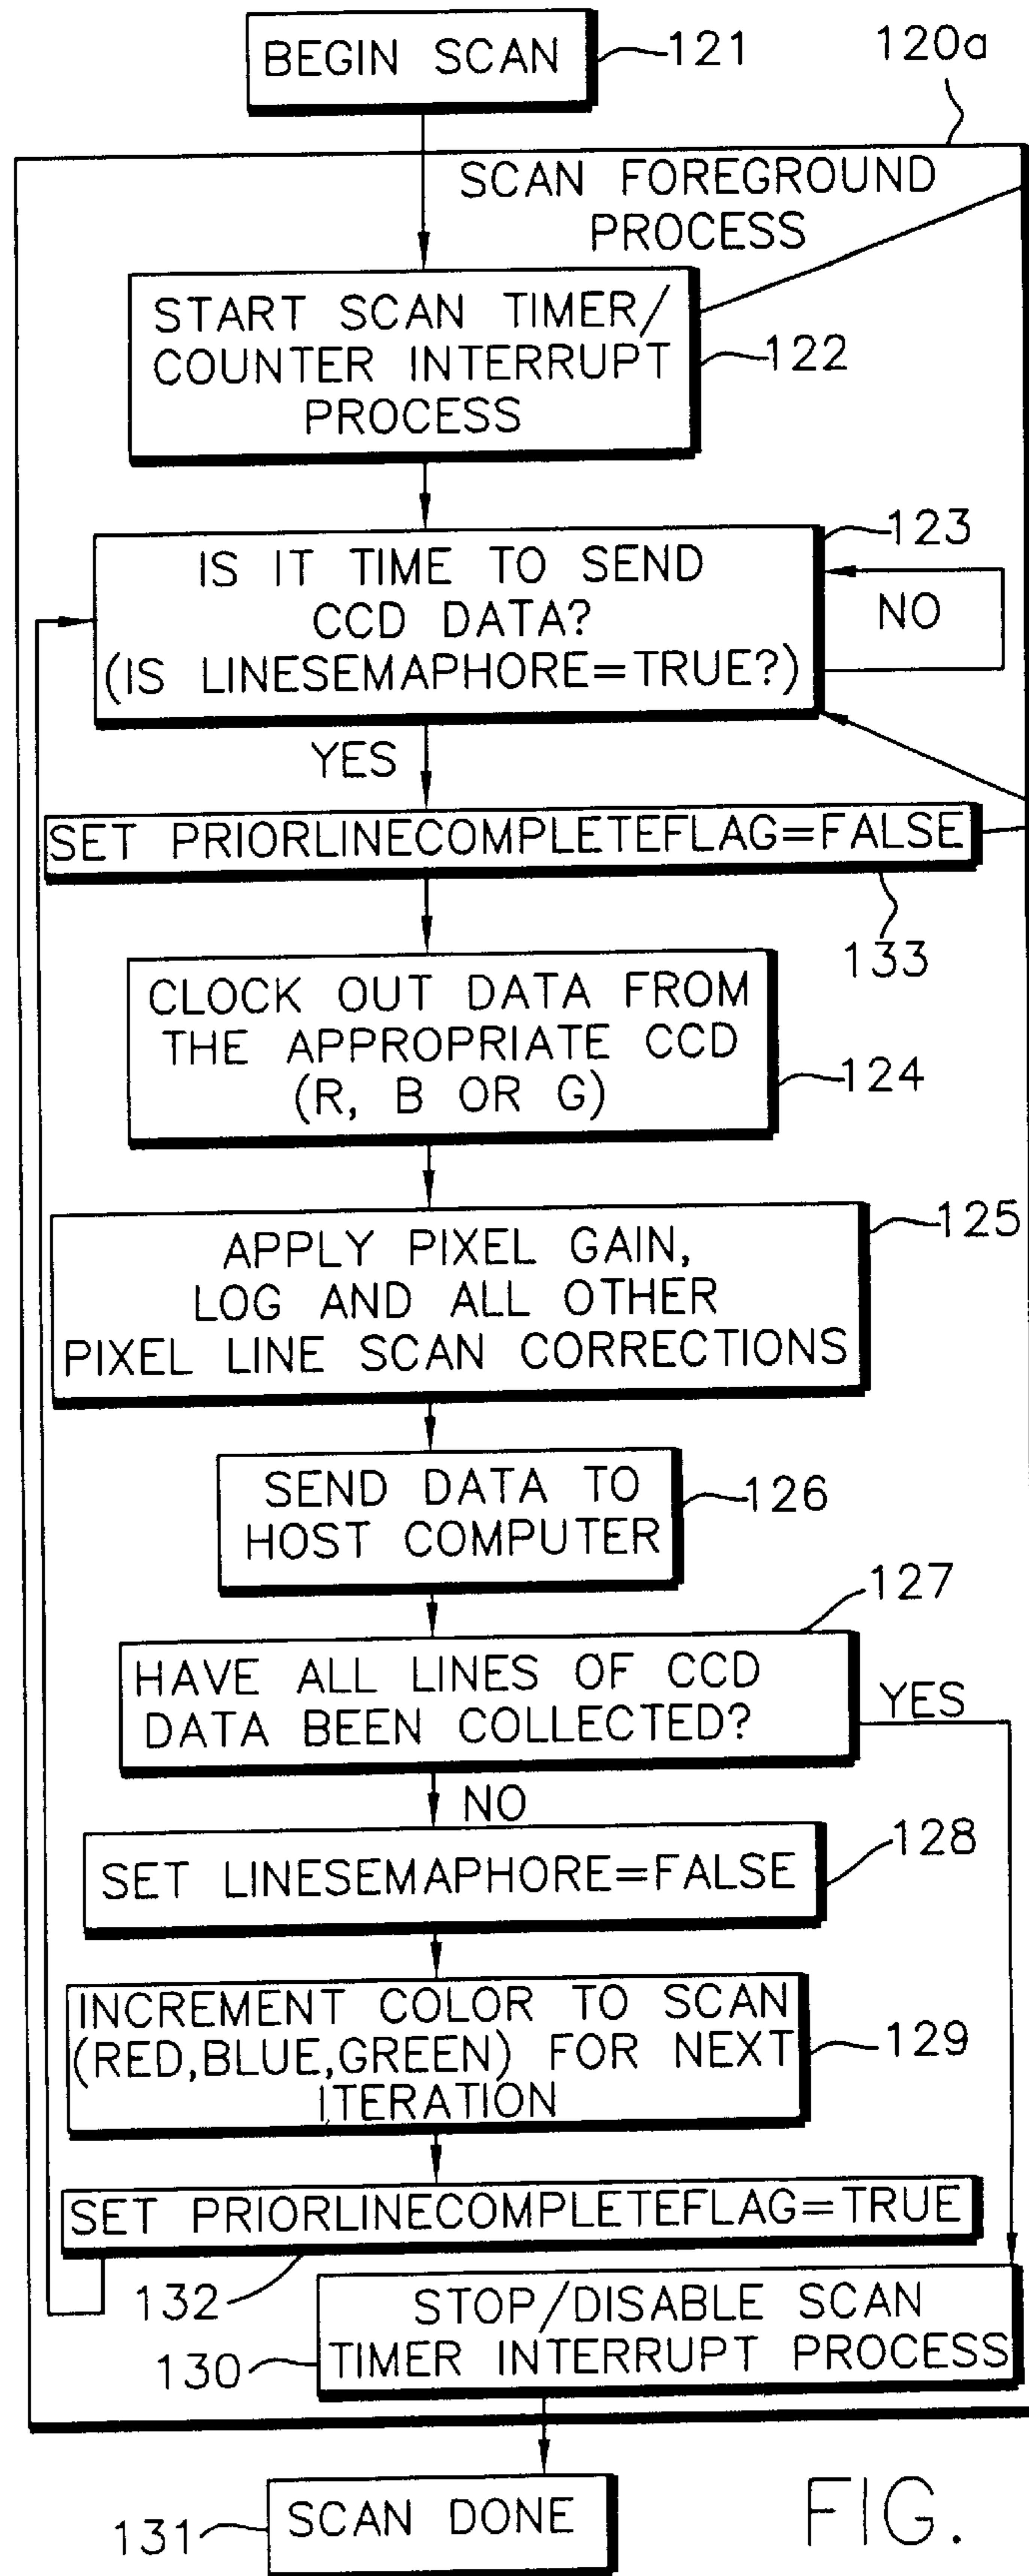 BEGIN SCAN
121
120a
SCAN FOREGROUND
PROCESS
START SCAN TIMER/
COUNTER INTERRUPT
PROCESS
122
IS IT TIME TO SEND
CCD DATA?
(IS LINESEMAPHORE=TRUE?)
123
NO
YES
SET PRIORLINECOMPLETEFLAG=FALSE
133
CLOCK OUT DATA FROM
THE APPROPRIATE CCD
(R, B OR G)
124
APPLY PIXEL GAIN,
LOG AND ALL OTHER
PIXEL LINE SCAN CORRECTIONS
125
SEND DATA TO
HOST COMPUTER
126
127
HAVE ALL LINES OF CCD
DATA BEEN COLLECTED?
YES
NO
SET LINESEMAPHORE=FALSE
128
INCREMENT COLOR TO SCAN
(RED,BLUE,GREEN) FOR NEXT
ITERATION
129
SET PRIORLINECOMPLETEFLAG=TRUE
132
STOP/DISABLE SCAN
TIMER INTERRUPT PROCESS
130
SCAN DONE
131
FIG.